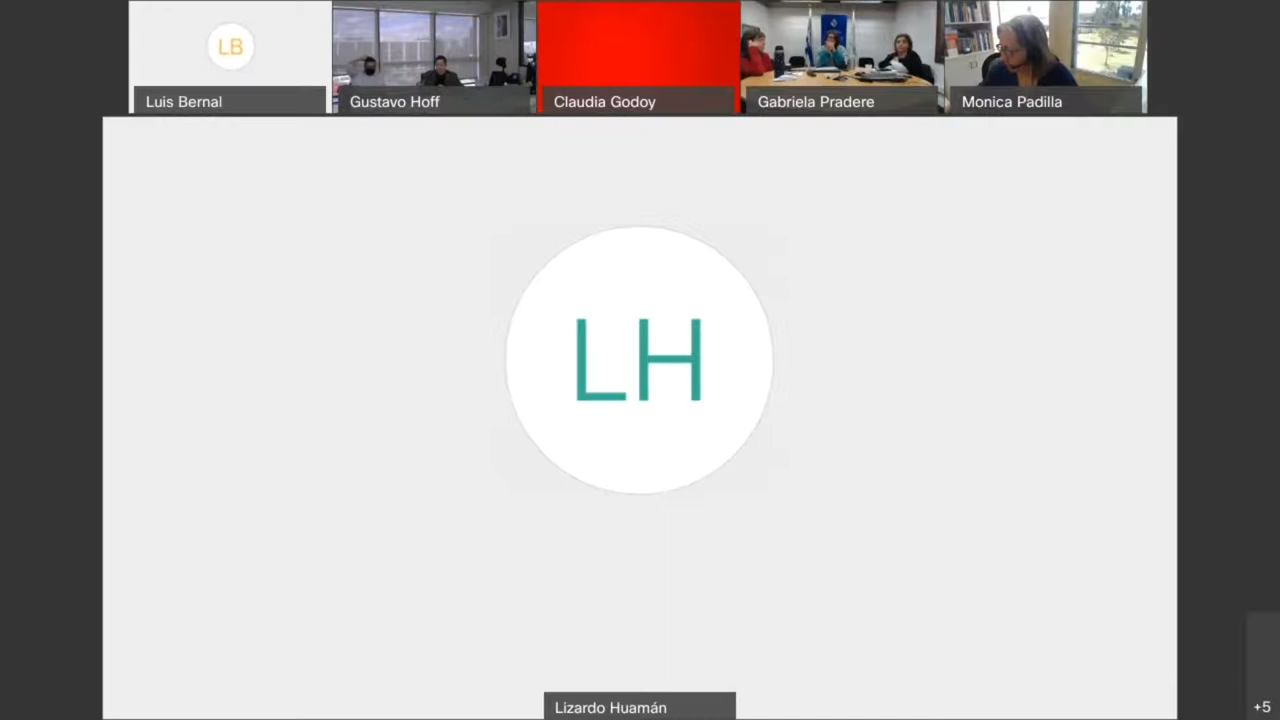 LB
Luis Bernal
Gustavo Hoff
Claudia Godoy
Gabriela Pradere
Monica Padilla
LH
Lizardo Huamán
+5